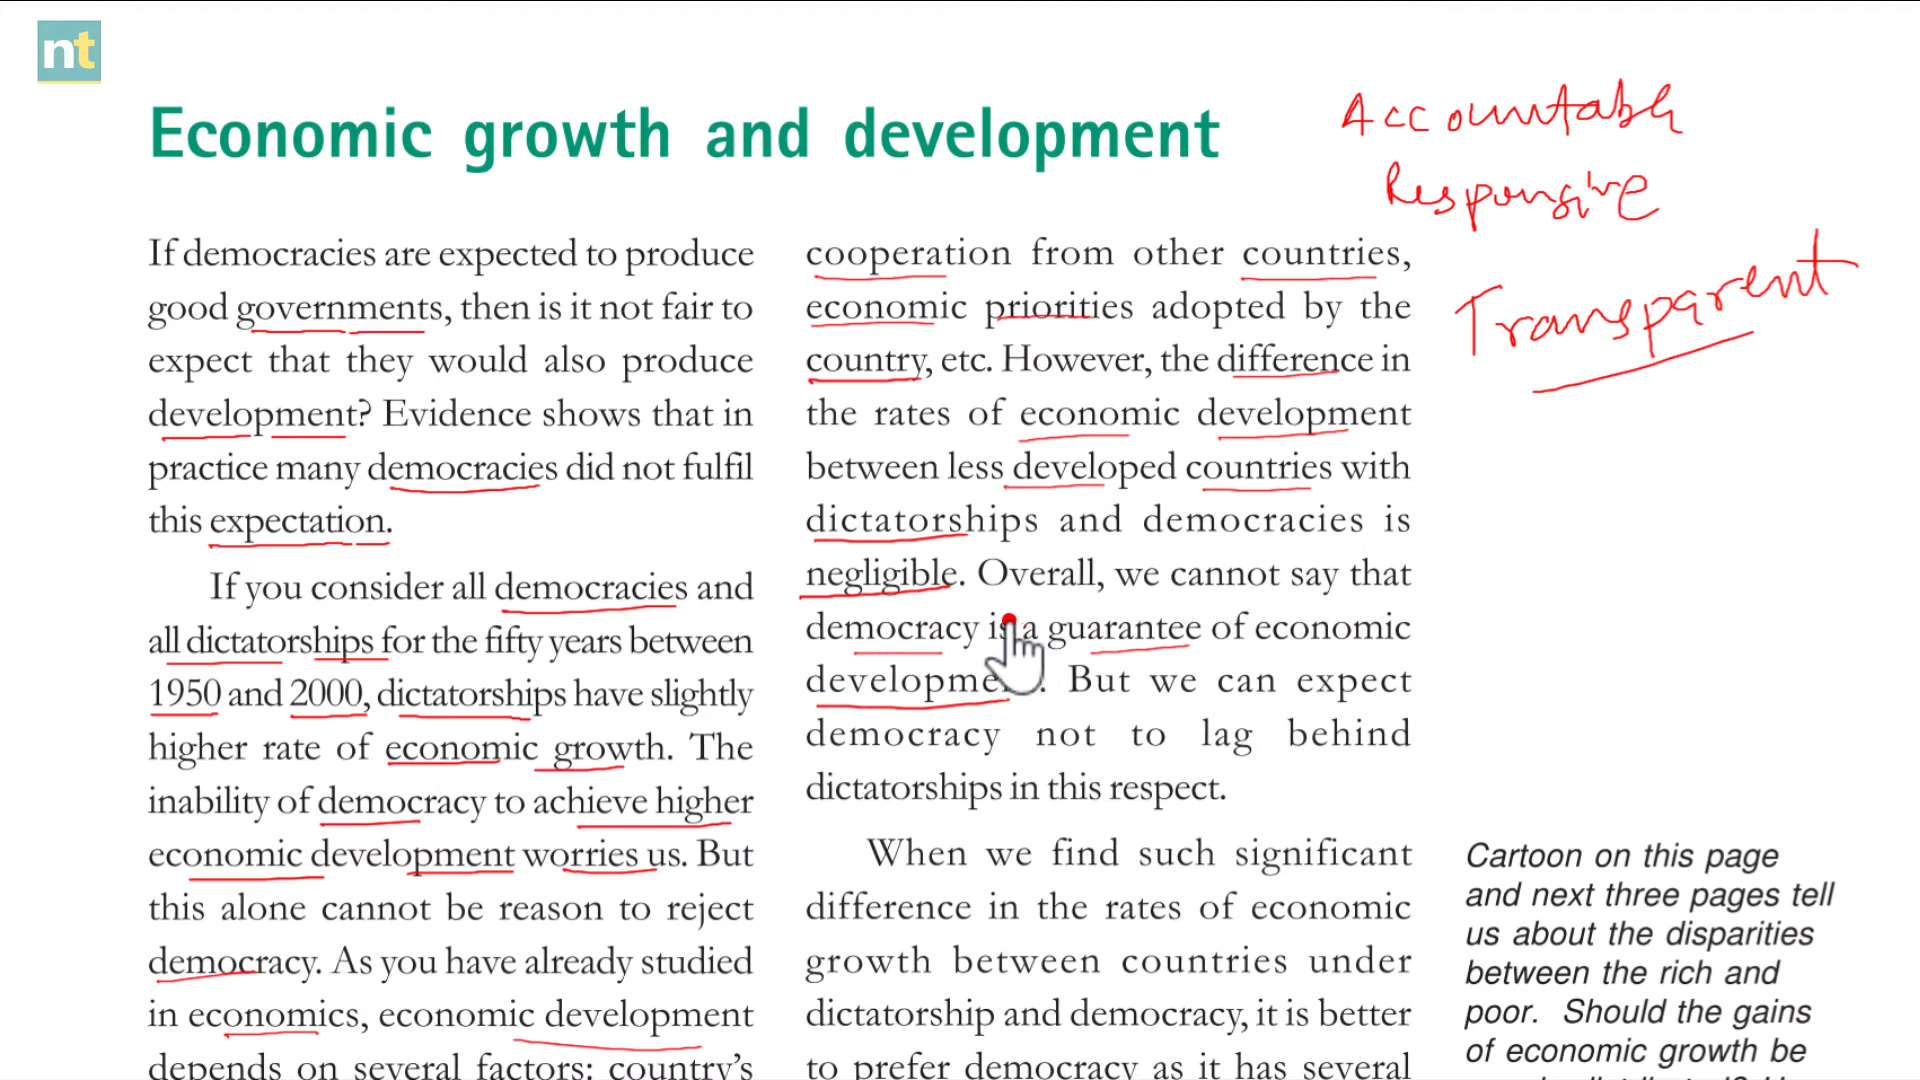 nt
Economic growth and development
Accountable
Responsive
Transparent
If democracies are expected to produce
good governments, then is it not fair to
expect that they would also produce
development? Evidence shows that in
practice many democracies did not fulfil
this expectation.
If you consider all democracies and
all dictatorships for the fifty years between
1950 and 2000, dictatorships have slightly
higher rate of economic growth. The
inability of democracy to achieve higher
economic development worries us. But
this alone cannot be reason to reject
democracy. As you have already studied
in economics, economic development
depends on several factors: country’s
cooperation from other countries,
economic priorities adopted by the
country, etc. However, the difference in
the rates of economic development
between less developed countries with
dictatorships and democracies is
negligible. Overall, we cannot say that
democracy is a guarantee of economic
development. But we can expect
democracy not to lag behind
dictatorships in this respect.
When we find such significant
difference in the rates of economic
growth between countries under
dictatorship and democracy, it is better
to prefer democracy as it has several
Cartoon on this page
and next three pages tell
us about the disparities
between the rich and
poor. Should the gains
of economic growth be